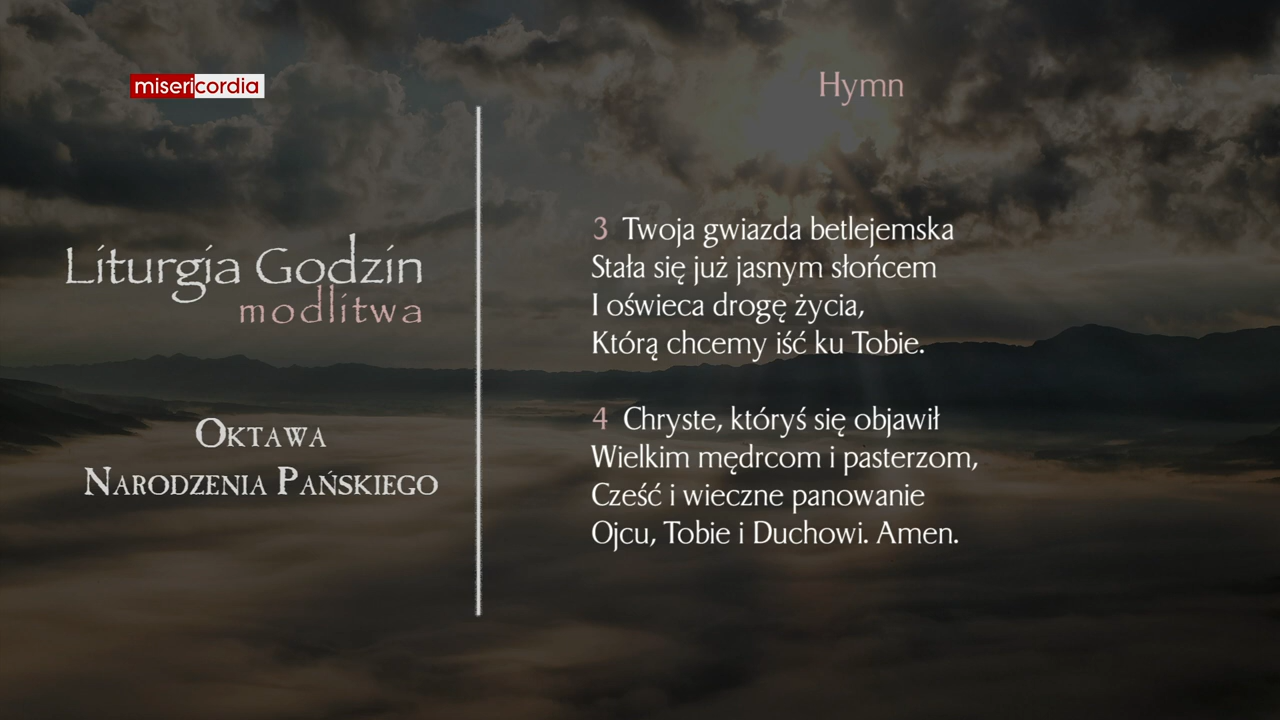 misericordia
Liturgia Godzin
modlitwa
Oktawa
Narodzenia Pańskiego
Hymn
3 Twoja gwiazda betlejemska
Stała się już jasnym słońcem
I oświeca drogę życia,
Którą chcemy iść ku Tobie.
4 Chryste, któryś się objawił
Wielkim mędrcom i pasterzom,
Cześć i wieczne panowanie
Ojcu, Tobie i Duchowi. Amen.